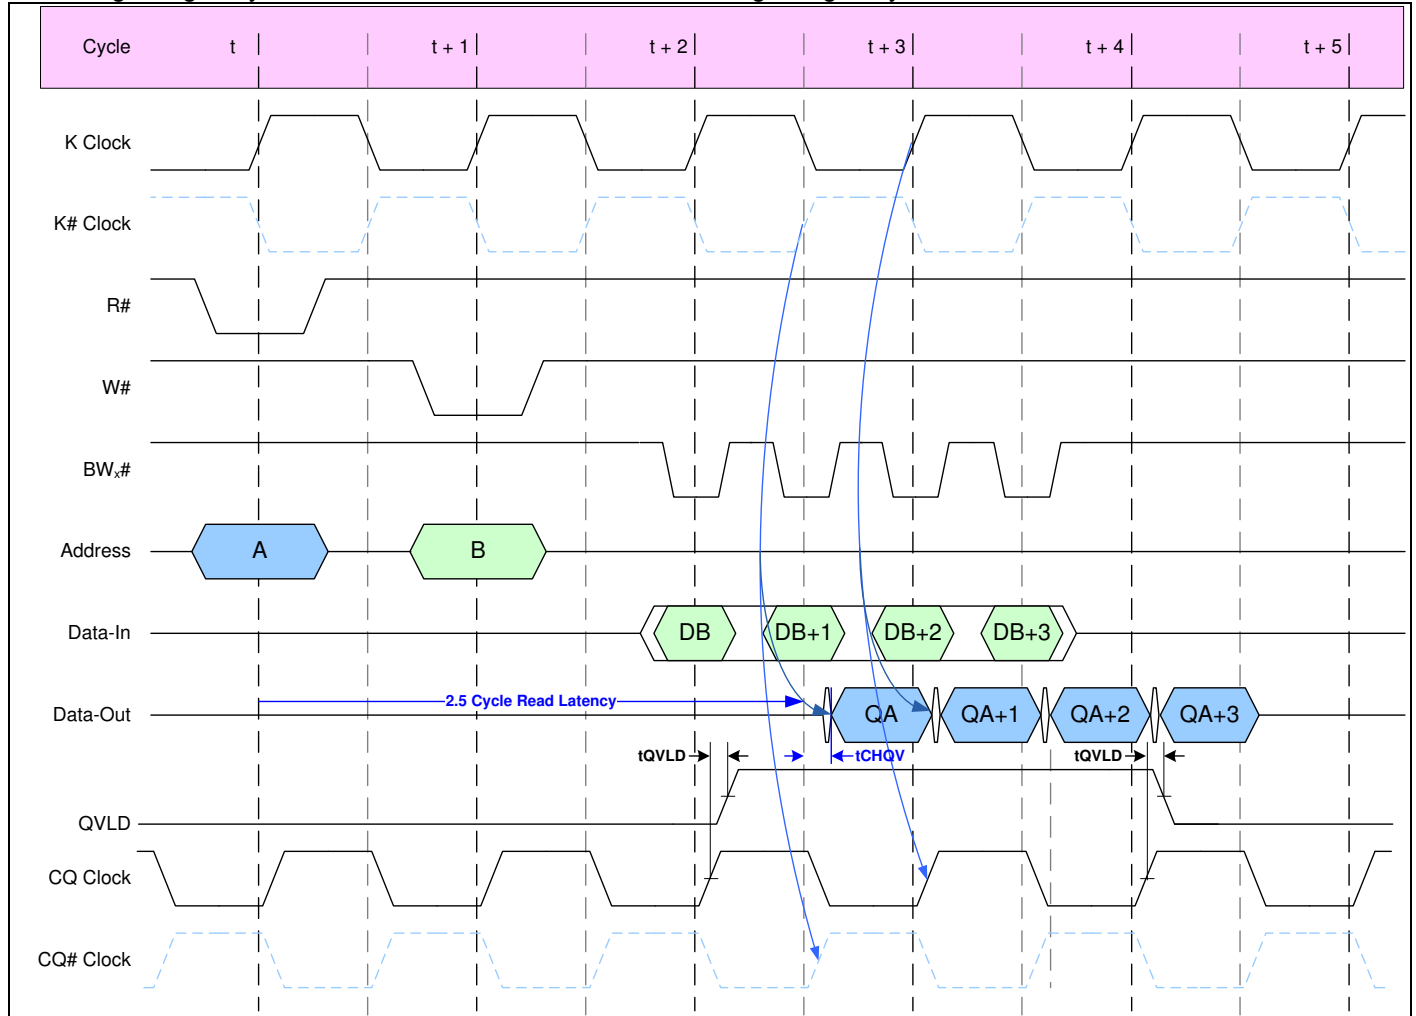 Cycle t t + 1 t + 2 t + 3 t + 4 t + 5
K Clock
K# Clock
R#
W#
BWx#
Address A B
Data-In DB DB+1 DB+2 DB+3
2.5 Cycle Read Latency
Data-Out QA QA+1 QA+2 QA+3
tQVLD tCHQV tQVLD
QVLD
CQ Clock
CQ# Clock